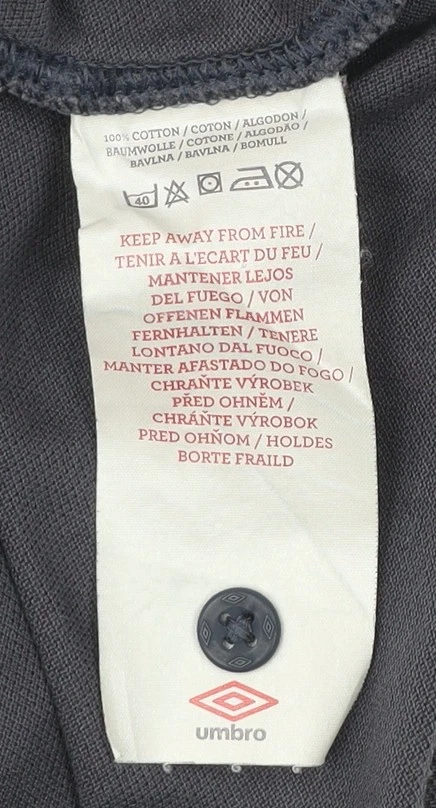 100% COTTON / COTON / ALGODON /
BAUMWOLLE / COTONE / ALGODÃO /
BAVLNA / BAVLNA / BOMULL
40
KEEP AWAY FROM FIRE /
TENIR A L'ECART DU FEU /
MANTENER LEJOS
DEL FUEGO / VON
OFFENEN FLAMMEN
FERNHALTEN / TENERE
LONTANO DAL FUOCO /
MANTER AFASTADO DO FOGO /
CHRAŇTE VÝROBEK
PŘED OHNĚM /
CHRÁŇTE VÝROBOK
PRED OHŇOM / HOLDES
BORTE FRAILD
umbro